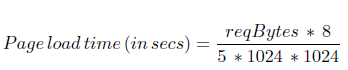 Page load time (in secs) = reqBytes * 8 / 5 * 1024 * 1024